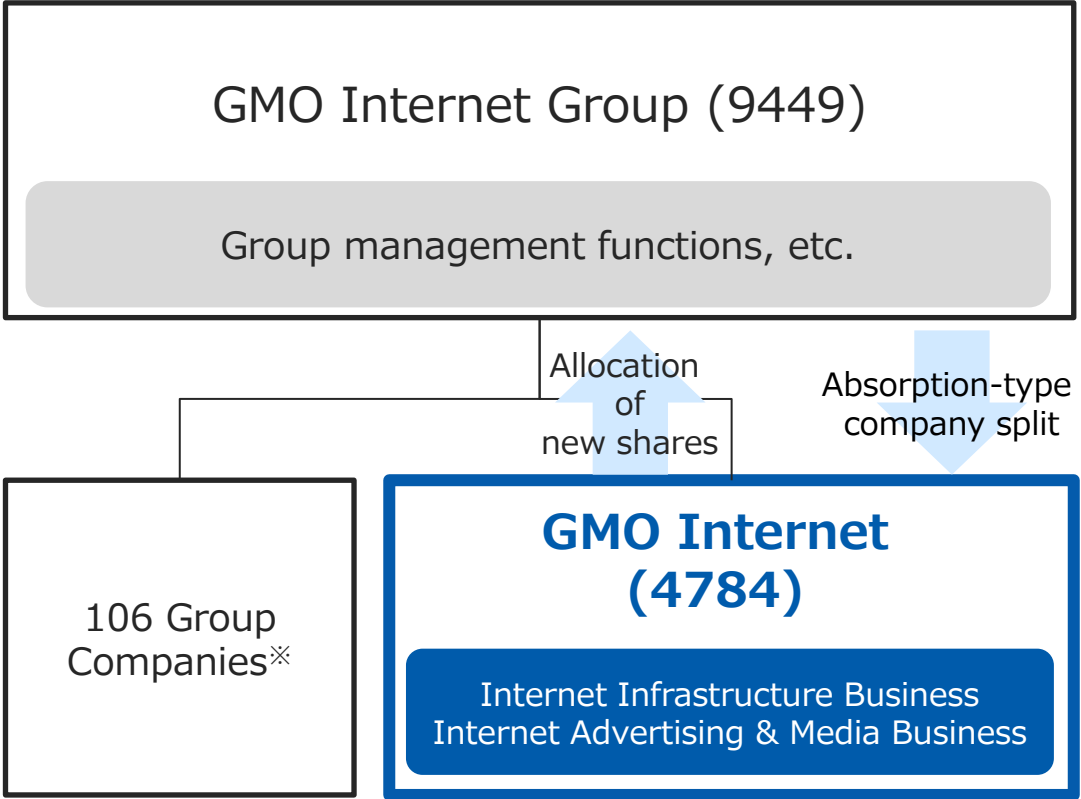 GMO Internet Group (9449)
Group management functions, etc.
Allocation
of
new shares
Absorption-type
company split
106 Group
Companies※
GMO Internet
(4784)
Internet Infrastructure Business
Internet Advertising & Media Business